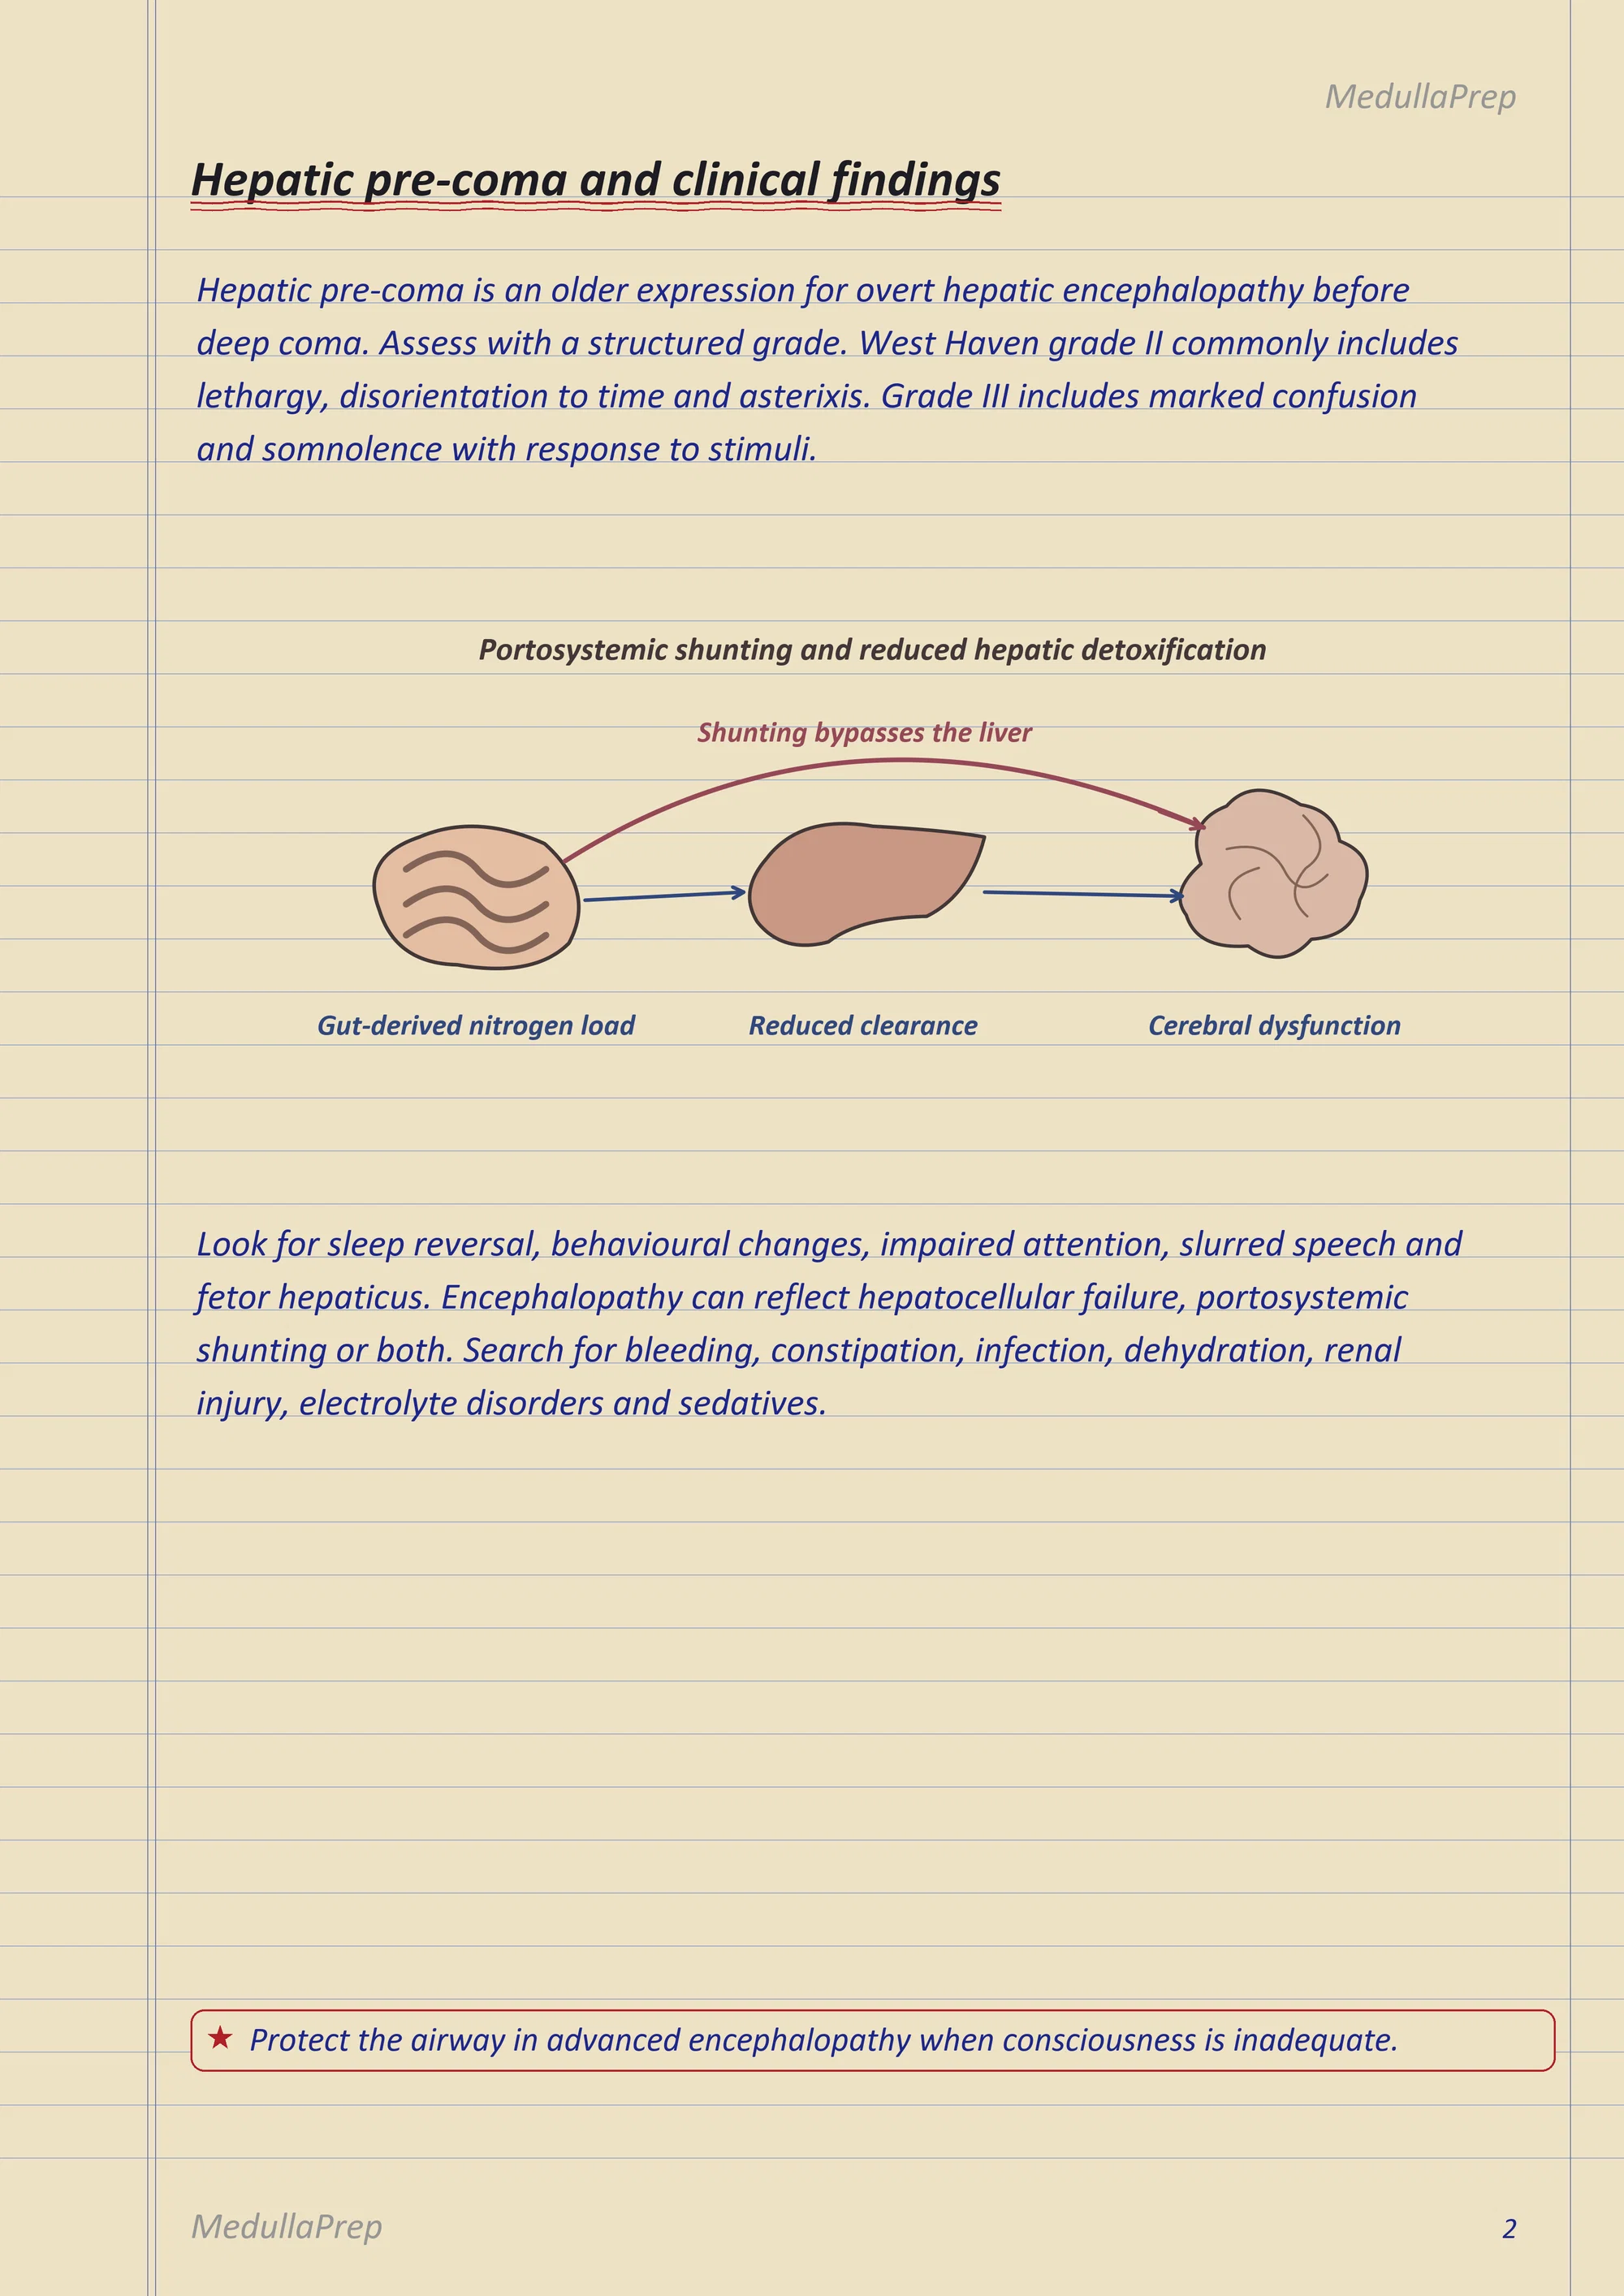 MedullaPrep
Hepatic pre-coma and clinical findings
Hepatic pre-coma is an older expression for overt hepatic encephalopathy before
deep coma. Assess with a structured grade. West Haven grade II commonly includes
lethargy, disorientation to time and asterixis. Grade III includes marked confusion
and somnolence with response to stimuli.
Portosystemic shunting and reduced hepatic detoxification
Shunting bypasses the liver
Gut-derived nitrogen load
Reduced clearance
Cerebral dysfunction
Look for sleep reversal, behavioural changes, impaired attention, slurred speech and
fetor hepaticus. Encephalopathy can reflect hepatocellular failure, portosystemic
shunting or both. Search for bleeding, constipation, infection, dehydration, renal
injury, electrolyte disorders and sedatives.
★ Protect the airway in advanced encephalopathy when consciousness is inadequate.
MedullaPrep
2